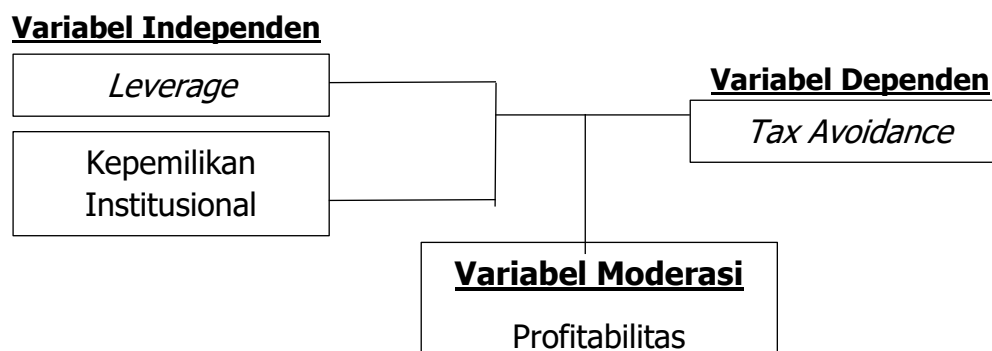 Variabel Independen
Leverage
Kepemilikan
Institusional
Variabel Dependen
Tax Avoidance
Variabel Moderasi
Profitabilitas